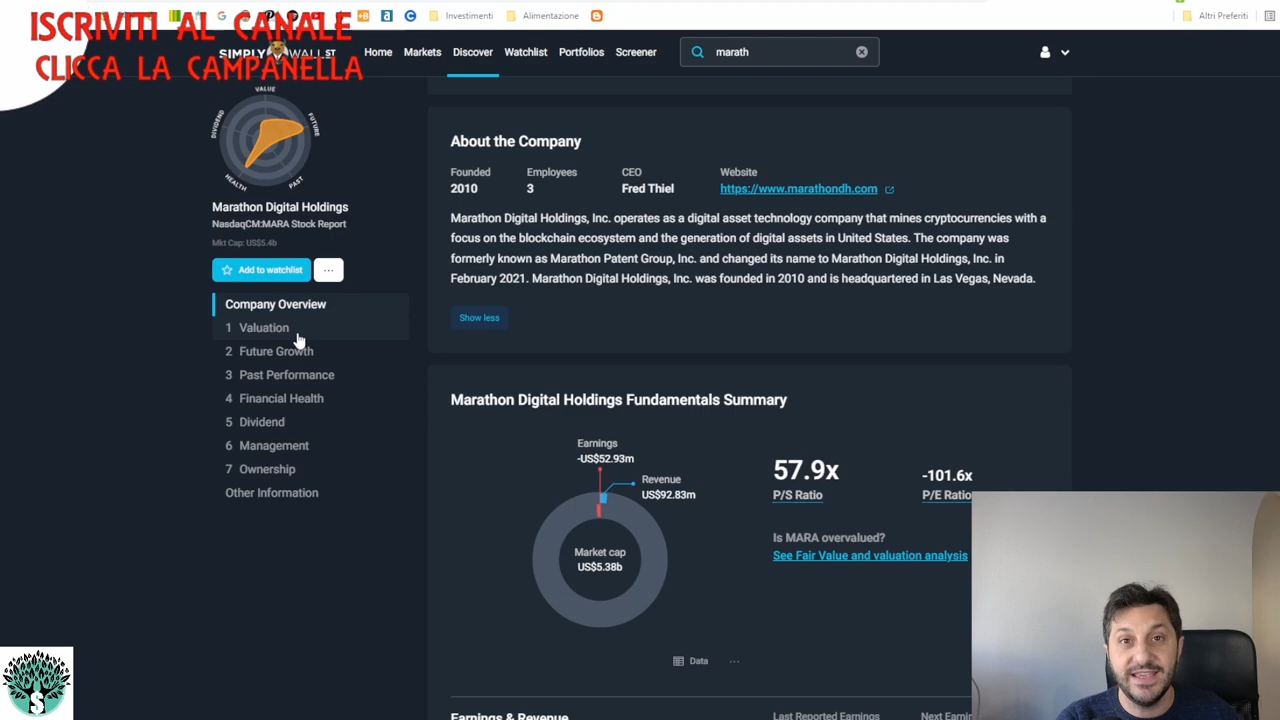 Investimenti
Alimentazione
Altri Preferiti
ISCRIVITI AL CANALE
CLICCA LA CAMPANELLA
SIMPLY WALL ST
Home
Markets
Discover
Watchlist
Portfolios
Screener
marath
VALUE
FUTURE
PAST
HEALTH
DIVIDEND
Marathon Digital Holdings
NasdaqCM:MARA Stock Report
Mkt Cap: US$5.4b
Add to watchlist
...
Company Overview
1 Valuation
2 Future Growth
3 Past Performance
4 Financial Health
5 Dividend
6 Management
7 Ownership
Other Information
About the Company
Founded Employees CEO Website
2010 3 Fred Thiel https://www.marathondh.com
Marathon Digital Holdings, Inc. operates as a digital asset technology company that mines cryptocurrencies with a
focus on the blockchain ecosystem and the generation of digital assets in United States. The company was
formerly known as Marathon Patent Group, Inc. and changed its name to Marathon Digital Holdings, Inc. in
February 2021. Marathon Digital Holdings, Inc. was founded in 2010 and is headquartered in Las Vegas, Nevada.
Show less
Marathon Digital Holdings Fundamentals Summary
Earnings
-US$52.93m
Revenue
US$92.83m
Market cap
US$5.38b
57.9x
P/S Ratio
-101.6x
P/E Ratio
Is MARA overvalued?
See Fair Value and valuation analysis
Data
...
Earnings & Revenue
Last Reported Earnings
Next Earnin
$